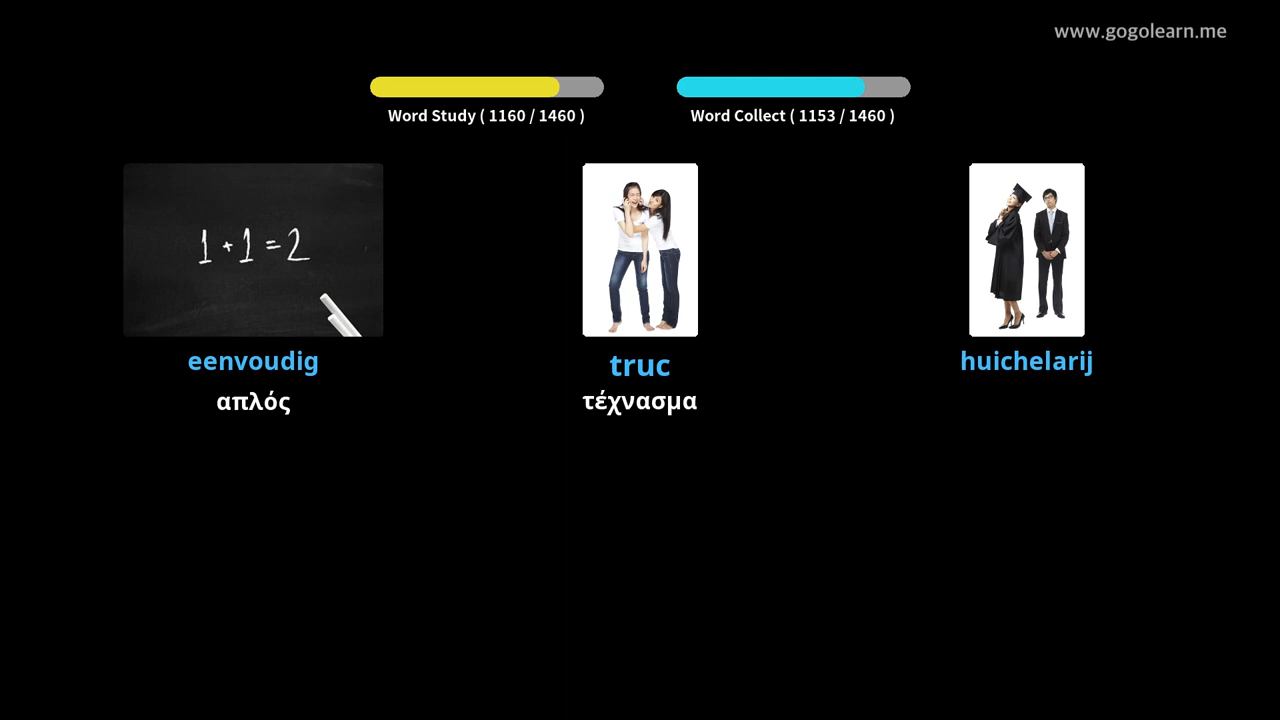 www.gogolearn.me
Word Study ( 1160 / 1460 )
Word Collect ( 1153 / 1460 )
1 + 1 = 2
eenvoudig
απλός
truc
τέχνασμα
huichelarij